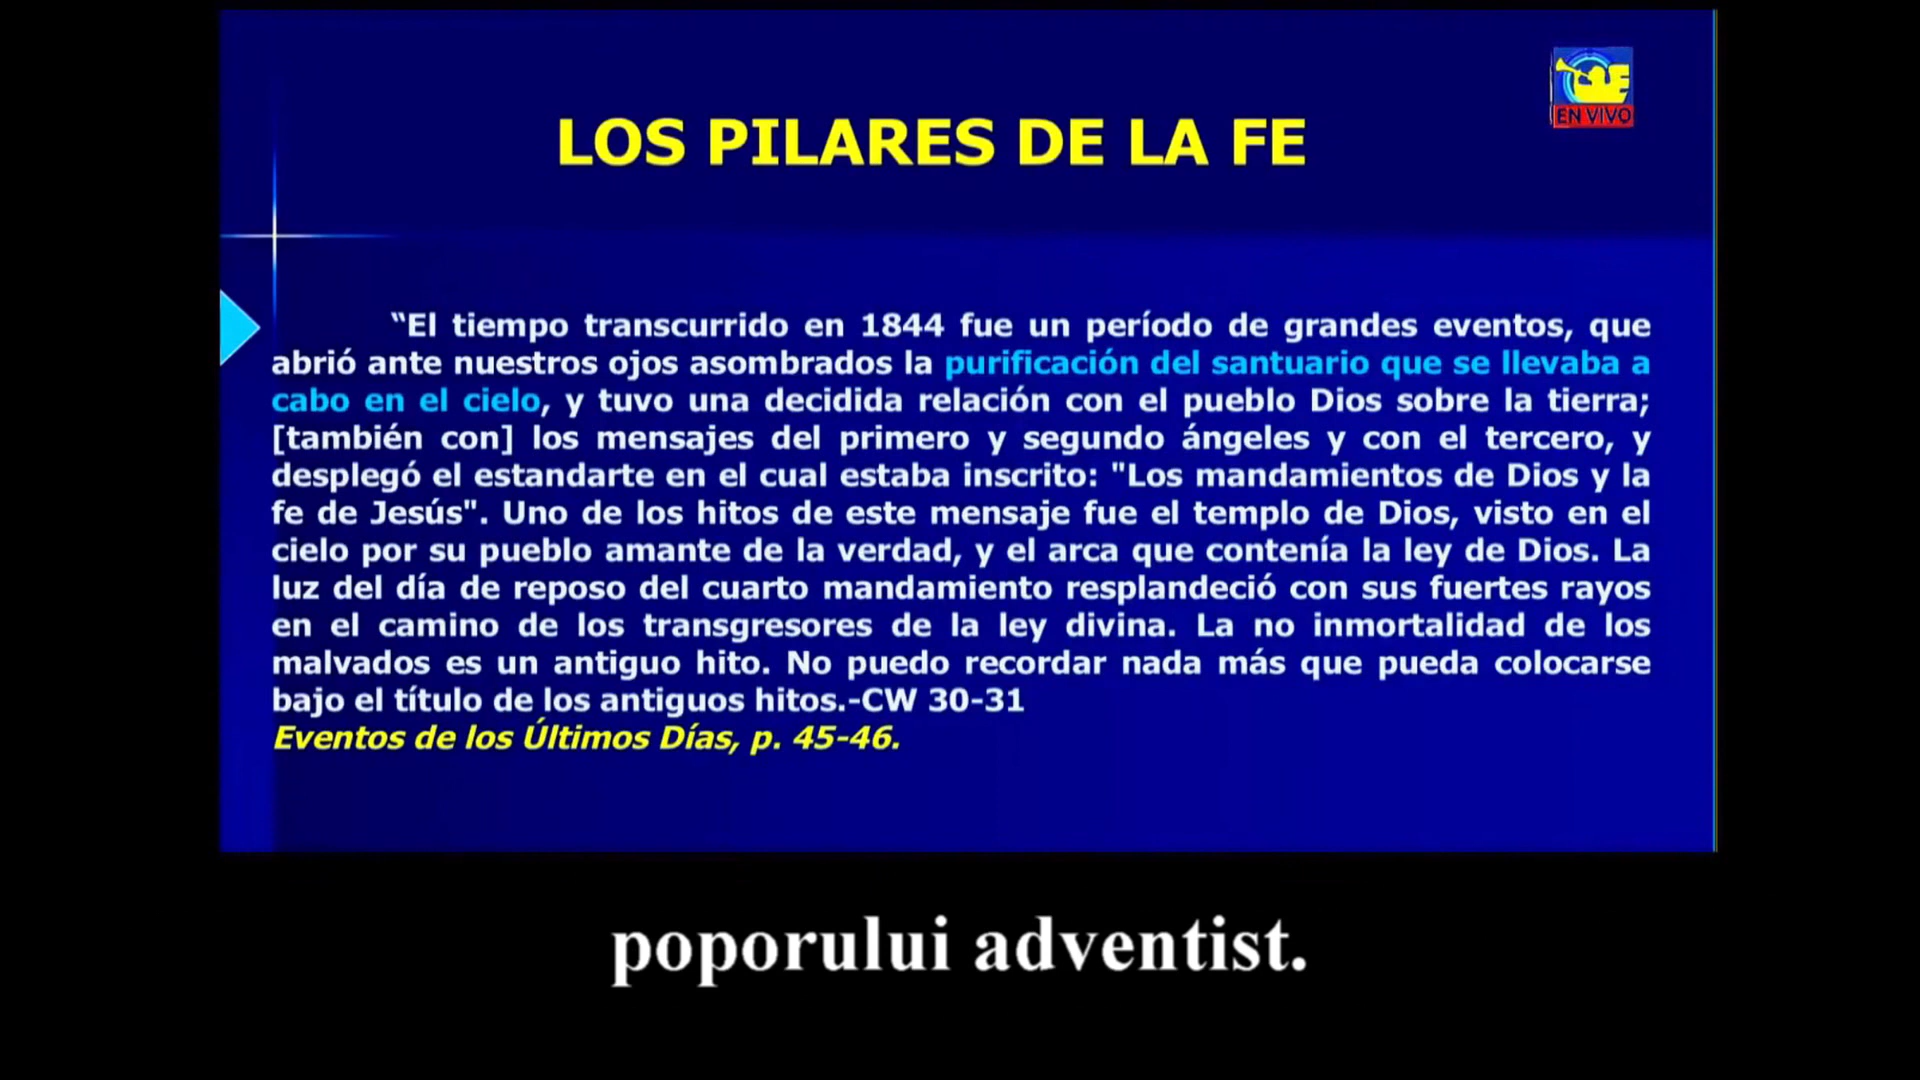 EN VIVO
LOS PILARES DE LA FE
“El tiempo transcurrido en 1844 fue un período de grandes eventos, que
abrió ante nuestros ojos asombrados la purificación del santuario que se llevaba a
cabo en el cielo, y tuvo una decidida relación con el pueblo Dios sobre la tierra;
[también con] los mensajes del primero y segundo ángeles y con el tercero, y
desplegó el estandarte en el cual estaba inscrito: "Los mandamientos de Dios y la
fe de Jesús". Uno de los hitos de este mensaje fue el templo de Dios, visto en el
cielo por su pueblo amante de la verdad, y el arca que contenía la ley de Dios. La
luz del día de reposo del cuarto mandamiento resplandeció con sus fuertes rayos
en el camino de los transgresores de la ley divina. La no inmortalidad de los
malvados es un antiguo hito. No puedo recordar nada más que pueda colocarse
bajo el título de los antiguos hitos.-CW 30-31
Eventos de los Últimos Días, p. 45-46.
poporului adventist.